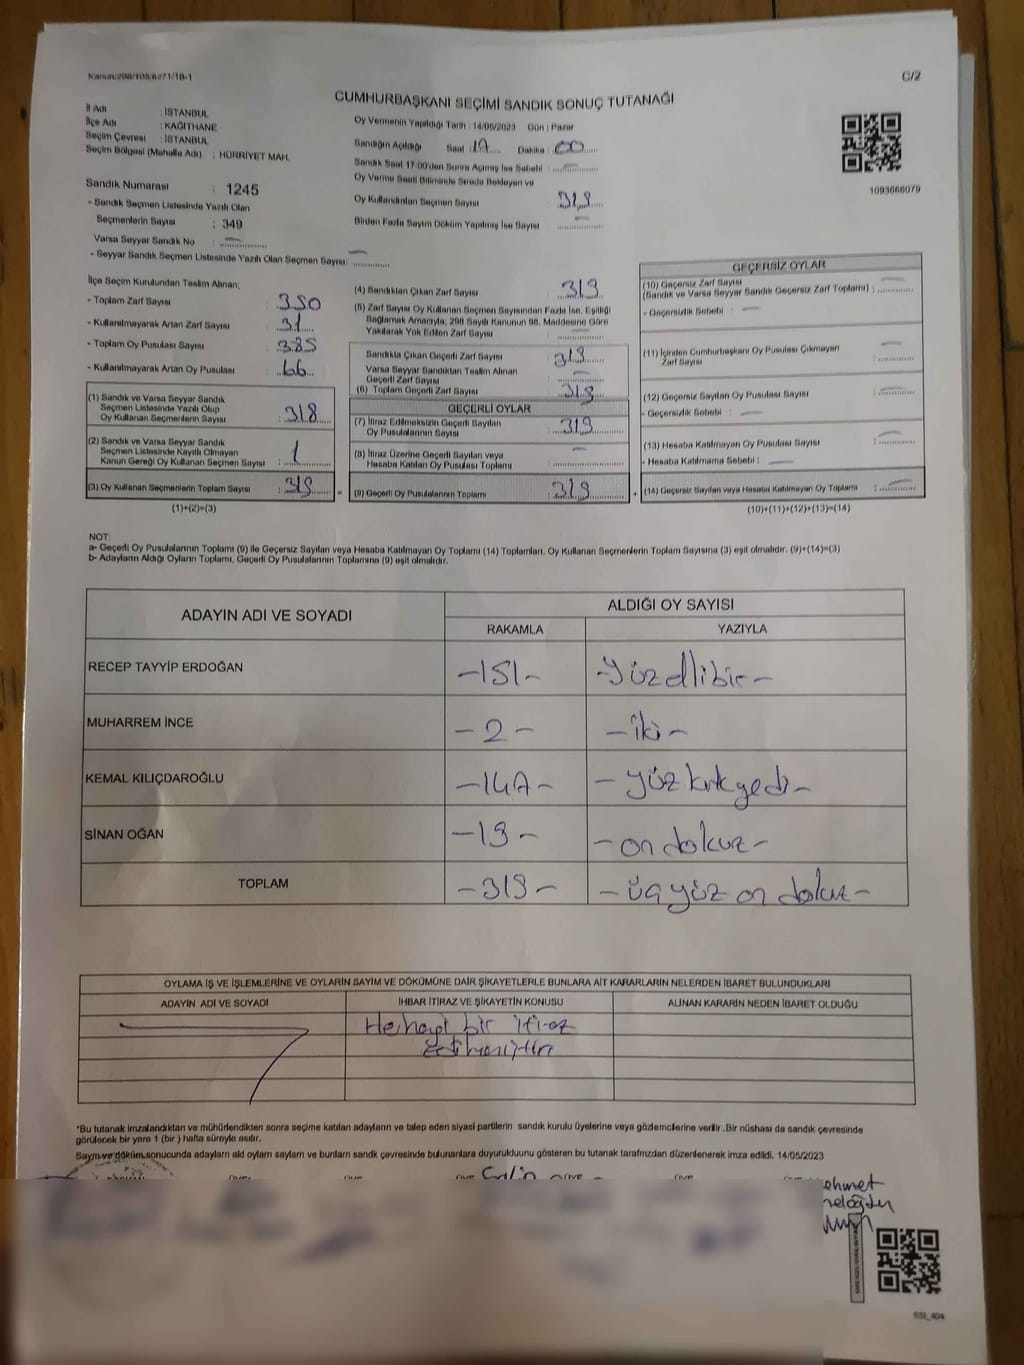 Kanun:298/105,6271/18-1
C/2
CUMHURBAŞKANI SEÇİMİ SANDIK SONUÇ TUTANAĞI
İl Adı : İSTANBUL
İlçe Adı : KAĞITHANE
Seçim Çevresi : İSTANBUL
Seçim Bölgesi (Mahalle Adı) : HÜRRİYET MAH.
Sandık Numarası : 1245
- Sandık Seçmen Listesinde Yazılı Olan
Seçmenlerin Sayısı : 349
Varsa Seyyar Sandık No : –
- Seyyar Sandık Seçmen Listesinde Yazılı Olan Seçmen Sayısı: –
Oy Vermenin Yapıldığı Tarih : 14/05/2023 Gün : Pazar
Sandığın Açıldığı Saat : 17 Dakika : 00
Sandık Saat 17:00'den Sonra Açılmış İse Sebebi : –
Oy Verme Saati Bitiminde Sırada Bekleyen ve
Oy Kullandırılan Seçmen Sayısı : 319
Birden Fazla Sayım Döküm Yapılmış İse Sayısı : –
1093668079
İlçe Seçim Kurulundan Teslim Alınan;
- Toplam Zarf Sayısı : 350
- Kullanılmayarak Artan Zarf Sayısı : 31
- Toplam Oy Pusulası Sayısı : 385
- Kullanılmayarak Artan Oy Pusulası : 66
(1) Sandık ve Varsa Seyyar Sandık
Seçmen Listesinde Yazılı Olup
Oy Kullanan Seçmenlerin Sayısı : 318
(2) Sandık ve Varsa Seyyar Sandık
Seçmen Listesinde Kayıtlı Olmayan
Kanun Gereği Oy Kullanan Seçmen Sayısı : 1
(3) Oy Kullanan Seçmenlerin Toplam Sayısı : 319
(1)+(2)=(3)
(4) Sandıktan Çıkan Zarf Sayısı : 319
(5) Zarf Sayısı Oy Kullanan Seçmen Sayısından Fazla İse, Eşitliği
Sağlamak Amacıyla; 298 Sayılı Kanunun 98. Maddesine Göre
Yakılarak Yok Edilen Zarf Sayısı : –
Sandıkta Çıkan Geçerli Zarf Sayısı : 319
Varsa Seyyar Sandıktan Teslim Alınan
Geçerli Zarf Sayısı : –
(6) Toplam Geçerli Zarf Sayısı : 319
GEÇERLİ OYLAR
(7) İtiraz Edilmeksizin Geçerli Sayılan
Oy Pusulalarının Sayısı : 319
(8) İtiraz Üzerine Geçerli Sayılan veya
Hesaba Katılan Oy Pusulası Toplamı : –
= (9) Geçerli Oy Pusulalarının Toplamı : 319 +
GEÇERSİZ OYLAR
(10) Geçersiz Zarf Sayısı
(Sandık ve Varsa Seyyar Sandık Geçersiz Zarf Toplamı) : –
- Geçersizlik Sebebi : –
(11) İçinden Cumhurbaşkanı Oy Pusulası Çıkmayan
Zarf Sayısı : –
(12) Geçersiz Sayılan Oy Pusulası Sayısı : –
- Geçersizlik Sebebi : –
(13) Hesaba Katılmayan Oy Pusulası Sayısı : –
- Hesaba Katılmama Sebebi : –
(14) Geçersiz Sayılan veya Hesaba Katılmayan Oy Toplamı : –
(10)+(11)+(12)+(13)=(14)
NOT:
a- Geçerli Oy Pusulalarının Toplamı (9) ile Geçersiz Sayılan veya Hesaba Katılmayan Oy Toplamı (14) Toplamları, Oy Kullanan Seçmenlerin Toplam Sayısına (3) eşit olmalıdır. (9)+(14)=(3)
b- Adayların Aldığı Oyların Toplamı, Geçerli Oy Pusulalarının Toplamına (9) eşit olmalıdır.
ADAYIN ADI VE SOYADI
ALDIĞI OY SAYISI
RAKAMLA YAZIYLA
RECEP TAYYİP ERDOĞAN -151- -Yüzellibir-
MUHARREM İNCE -2- -iki-
KEMAL KILIÇDAROĞLU -147- -yüzkırkyedi-
SİNAN OĞAN -19- -on dokuz-
TOPLAM -319- -üçyüz on dokuz-
OYLAMA İŞ VE İŞLEMLERİNE VE OYLARIN SAYIM VE DÖKÜMÜNE DAİR ŞİKAYETLERLE BUNLARA AİT KARARLARIN NELERDEN İBARET BULUNDUKLARI
ADAYIN ADI VE SOYADI İHBAR İTİRAZ VE ŞİKAYETİN KONUSU ALINAN KARARIN NEDEN İBARET OLDUĞU
Herhangi bir itiraz
*Bu tutanak imzalandıktan ve mühürlendikten sonra seçime katılan adayların ve talep eden siyasi partilerin sandık kurulu üyelerine veya gözlemcilerine verilir .Bir nüshası da sandık çevresinde
görülecek bir yere 1 (bir ) hafta süreyle asılır.
Sayım ve döküm sonucunda adayların aldığı oyların sayısını ve bunların sandık çevresinde bulunanlara duyurulduğunu gösteren bu tutanak tarafımızdan düzenlenerek imza edildi. 14/05/2023
ehmet